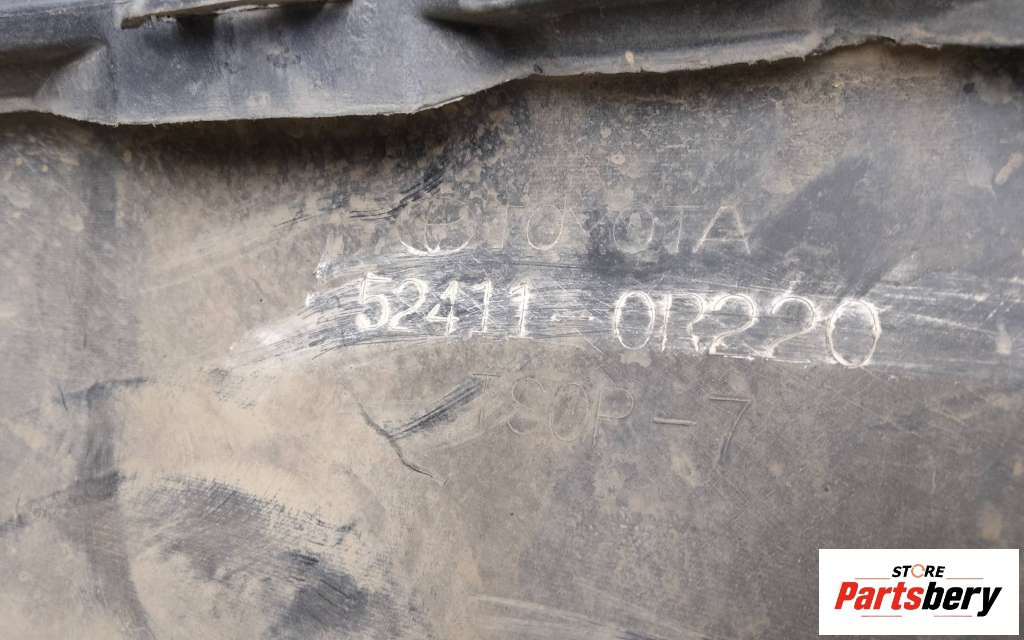 TOYOTA
52411-0R220
TSOP-7
STORE
Partsbery